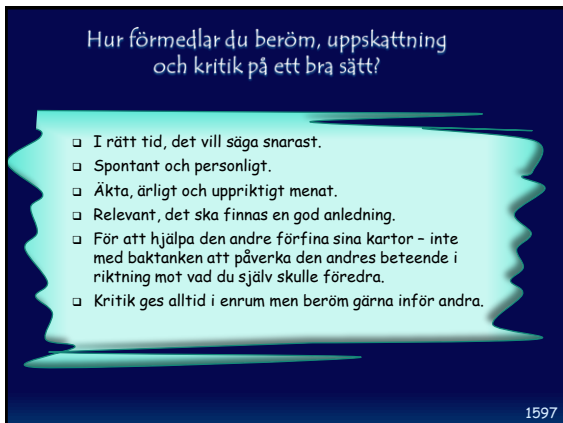 Hur förmedlar du beröm, uppskattning
och kritik på ett bra sätt?
❑ I rätt tid, det vill säga snarast.
❑ Spontant och personligt.
❑ Äkta, ärligt och uppriktigt menat.
❑ Relevant, det ska finnas en god anledning.
❑ För att hjälpa den andre förfina sina kartor – inte
med baktanken att påverka den andres beteende i
riktning mot vad du själv skulle föredra.
❑ Kritik ges alltid i enrum men beröm gärna inför andra.
1597